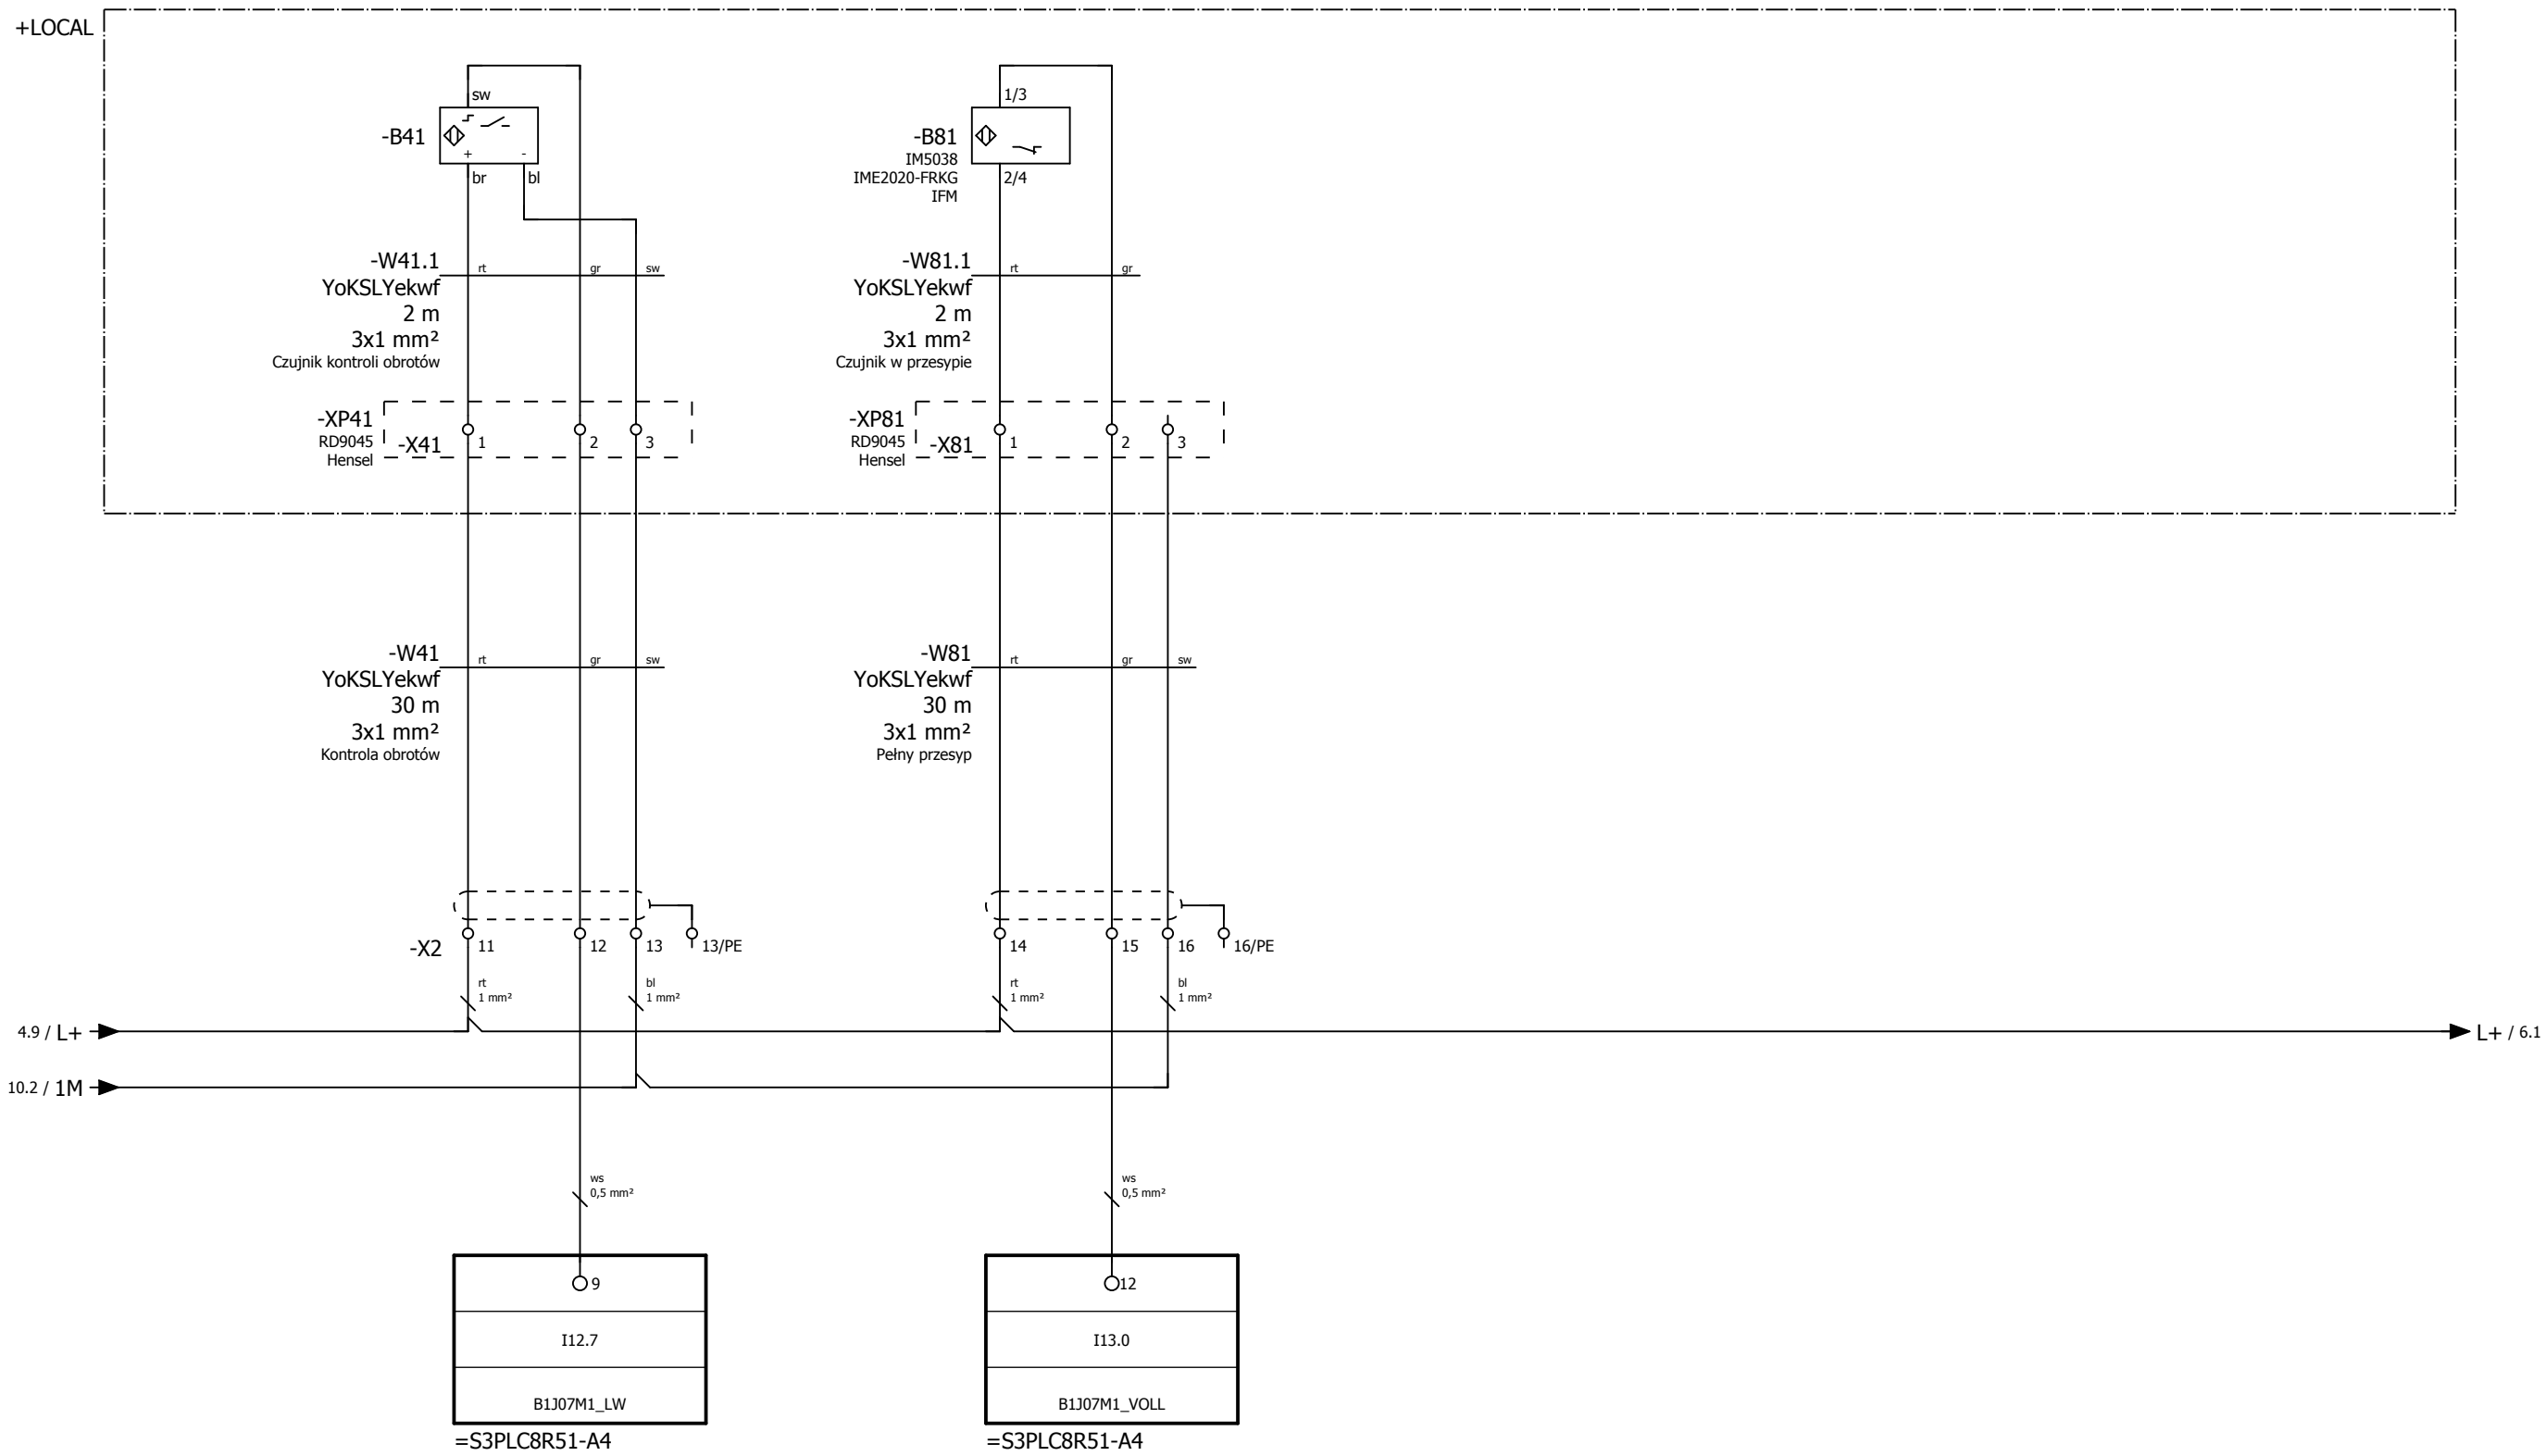 +LOCAL
sw
-B41
+ -
br bl
1/3
-B81
IM5038
IME2020-FRKG
IFM
2/4
-W41.1
YoKSLYekwf
2 m
3x1 mm²
Czujnik kontroli obrotów
rt gr sw
-W81.1
YoKSLYekwf
2 m
3x1 mm²
Czujnik w przesypie
rt gr
-XP41
RD9045
Hensel
-X41 1 2 3
-XP81
RD9045
Hensel
-X81 1 2 3
-W41
YoKSLYekwf
30 m
3x1 mm²
Kontrola obrotów
rt gr sw
-W81
YoKSLYekwf
30 m
3x1 mm²
Pełny przesyp
rt gr sw
-X2 11 12 13 13/PE 14 15 16 16/PE
rt bl rt bl
1 mm² 1 mm² 1 mm² 1 mm²
4.9 / L+ L+ / 6.1
10.2 / 1M
ws ws
0,5 mm² 0,5 mm²
9 12
I12.7 I13.0
B1J07M1_LW B1J07M1_VOLL
=S3PLC8R51-A4 =S3PLC8R51-A4